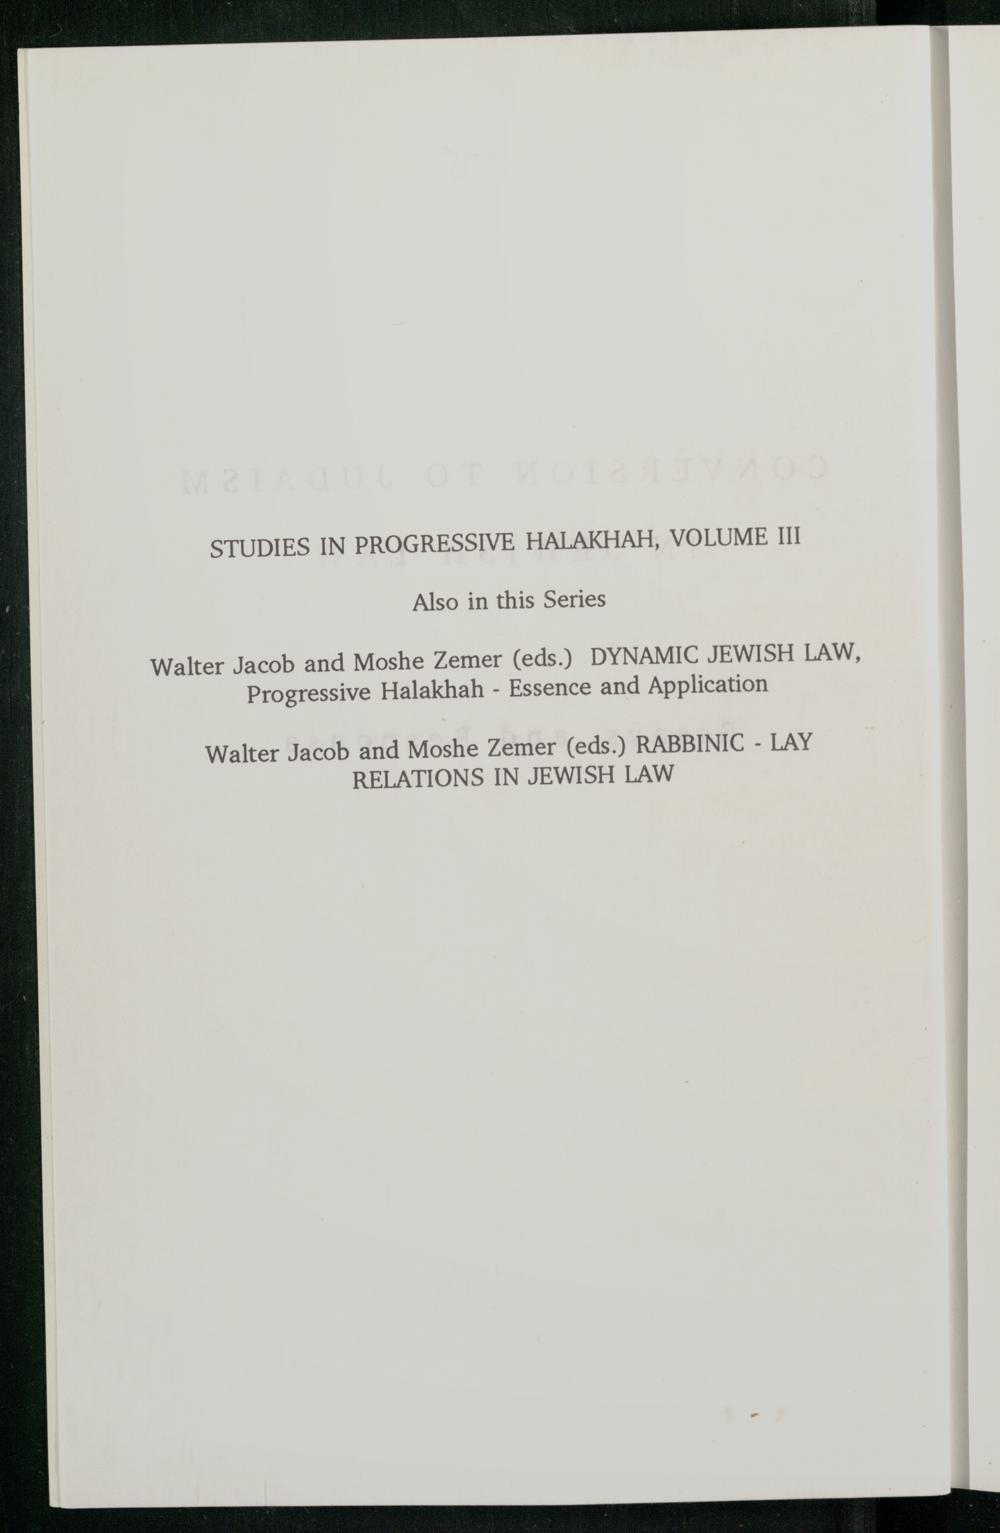 STUDIES IN PROGRESSIVE HALAKHAH, VOLUME III
Also in this Series
Walter Jacob and Moshe Zemer (eds.) DYNAMIC JEWISH LAW,
Progressive Halakhah - Essence and Application
Walter Jacob and Moshe Zemer (eds.) RABBINIC - LAY
RELATIONS IN JEWISH LAW